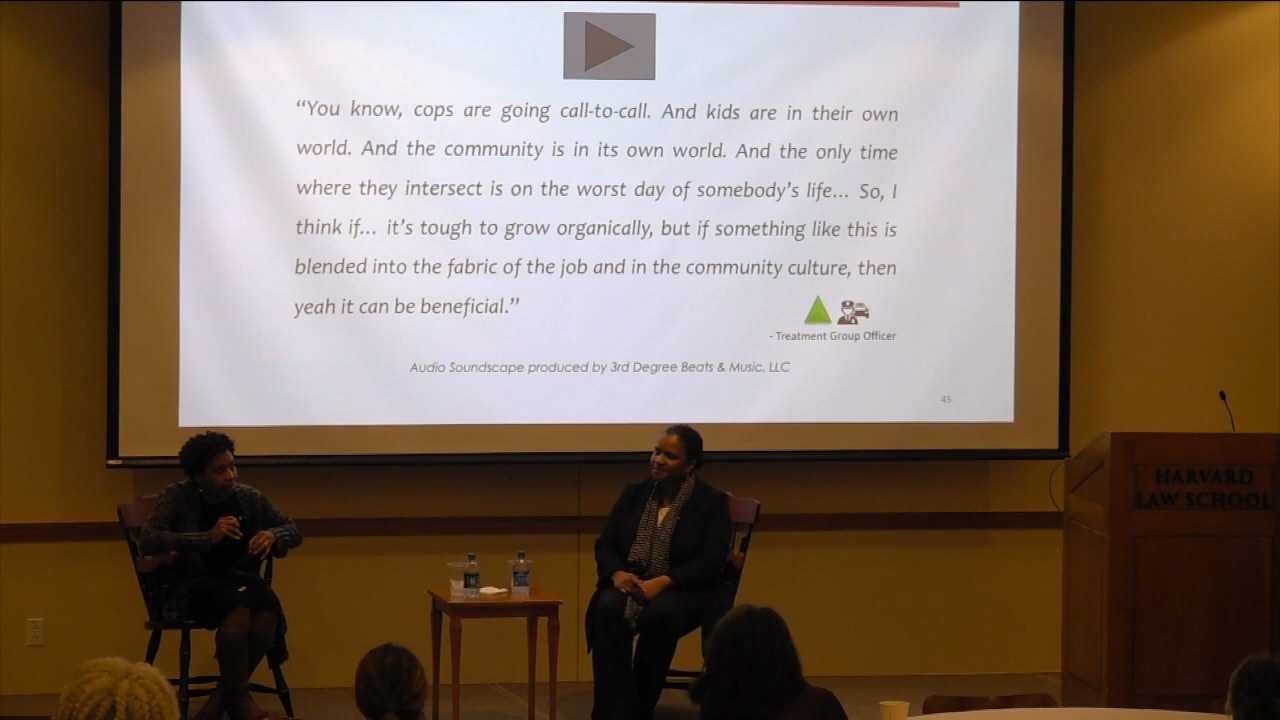 “You know, cops are going call-to-call. And kids are in their own
world. And the community is in its own world. And the only time
where they intersect is on the worst day of somebody’s life... So, I
think if... it’s tough to grow organically, but if something like this is
blended into the fabric of the job and in the community culture, then
yeah it can be beneficial.”
- Treatment Group Officer
Audio Soundscape produced by 3rd Degree Beats & Music, LLC
45
HARVARD
LAW SCHOOL